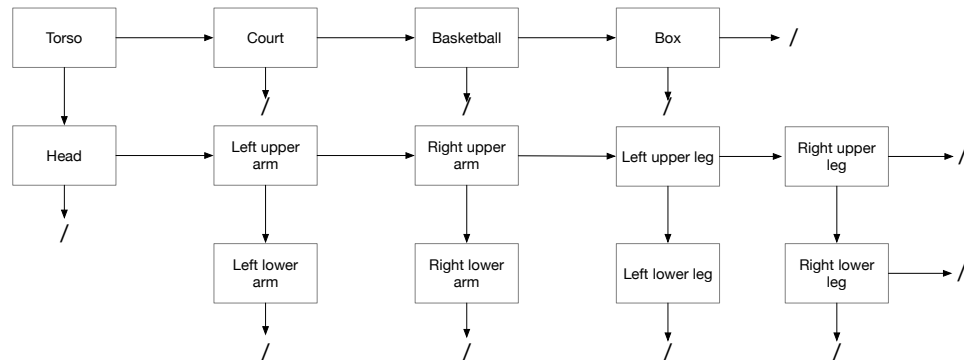 Torso
Court
Basketball
Box
/
/
/
/
Head
Left upper
arm
Right upper
arm
Left upper leg
Right upper
leg
/
/
Left lower
arm
Right lower
arm
Left lower leg
Right lower
leg
/
/
/
/
/